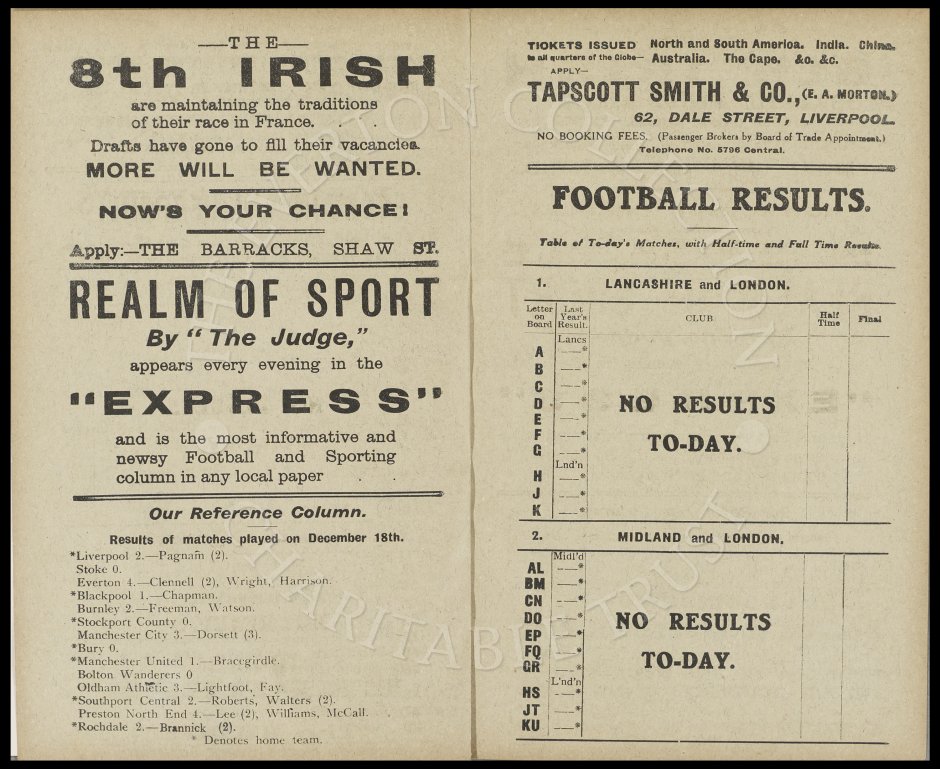 —THE—
8th IRISH
are maintaining the traditions
of their race in France.
Drafts have gone to fill their vacancies.
MORE WILL BE WANTED.
NOW'S YOUR CHANCE!
Apply:—THE BARRACKS, SHAW ST.
REALM OF SPORT
By "The Judge,"
appears every evening in the
"EXPRESS"
and is the most informative and
newsy Football and Sporting
column in any local paper
Our Reference Column.
Results of matches played on December 18th.
*Liverpool 2.—Pagnam (2).
Stoke 0.
Everton 4.—Clennell (2), Wright, Harrison.
*Blackpool 1.—Chapman.
Burnley 2.—Freeman, Watson.
*Stockport County 0.
Manchester City 3.—Dorsett (3).
*Bury 0.
*Manchester United 1.—Bracegirdle.
Bolton Wanderers 0
Oldham Athletic 3.—Lightfoot, Fay.
*Southport Central 2.—Roberts, Walters (2).
Preston North End 4.—Lee (2), Williams, McCall.
*Rochdale 2.—Brannick (2).
* Denotes home team.
TICKETS ISSUED North and South America. India. China.
to all quarters of the Globe— Australia. The Cape. &c. &c.
APPLY—
TAPSCOTT SMITH & CO., (E. A. MORTON.)
62, DALE STREET, LIVERPOOL.
NO BOOKING FEES. (Passenger Brokers by Board of Trade Appointment.)
Telephone No. 5796 Central.
FOOTBALL RESULTS.
Table of To-day's Matches, with Half-time and Full Time Results.
1. LANCASHIRE and LONDON.
Letter on Board Last Year's Result. CLUB Half Time Final
Lancs
A —*
B —*
C —*
D —*
E —*
F —*
G —*
Lnd'n
H —*
J —*
K —*
NO RESULTS
TO-DAY.
2. MIDLAND and LONDON.
Midl'd
AL —*
BM —*
CN —*
DO —*
EP —*
FQ —*
GR —*
L'nd'n
HS —*
JT —*
KU —*
NO RESULTS
TO-DAY.
THE EVERTON COLLECTION
CHARITABLE TRUST